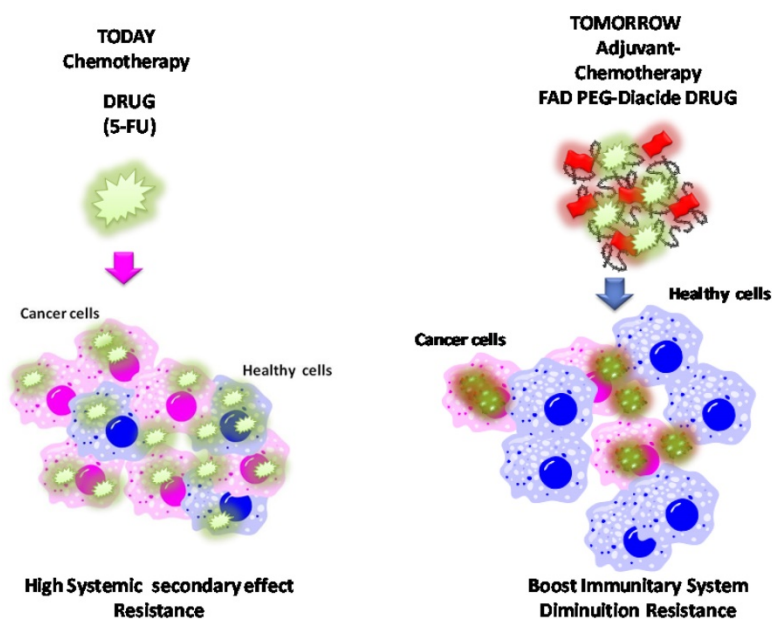 TODAY
Chemotherapy
DRUG
(5-FU)
Cancer cells
Healthy cells
High Systemic secondary effect
Resistance
TOMORROW
Adjuvant-
Chemotherapy
FAD PEG-Diacide DRUG
Healthy cells
Cancer cells
Boost Immunitary System
Diminuition Resistance